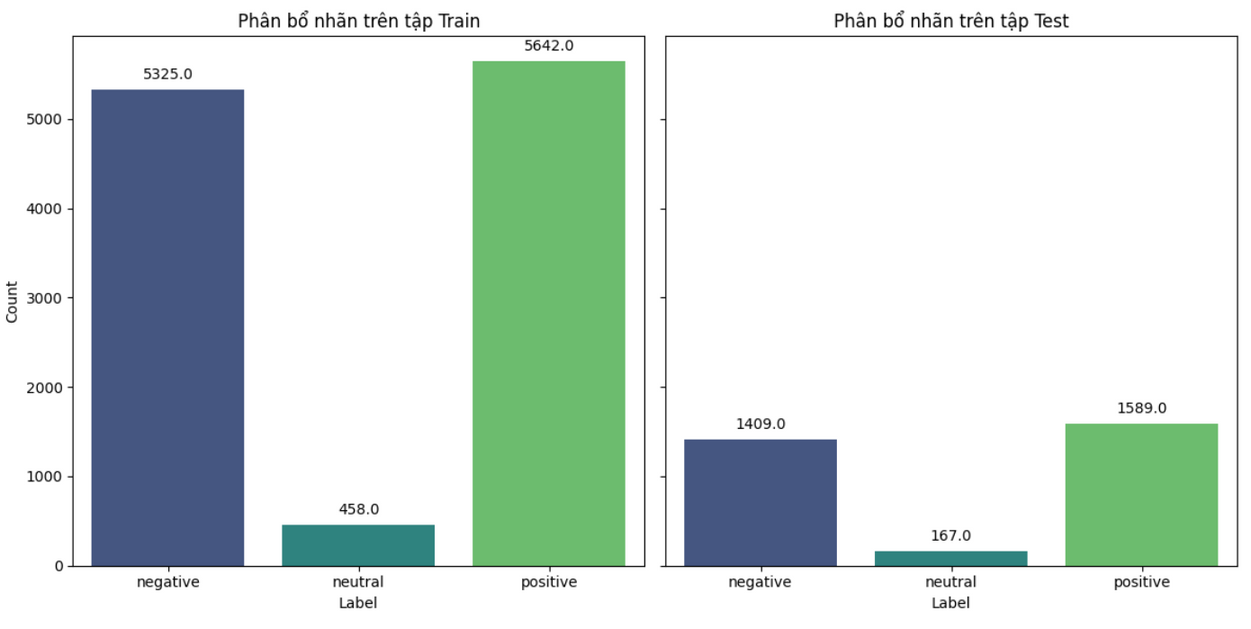 Phân bổ nhãn trên tập Train
5642.0
5325.0
458.0
5000
4000
3000
2000
1000
0
Count
negative
neutral
positive
Label
Phân bổ nhãn trên tập Test
1409.0
167.0
1589.0
negative
neutral
positive
Label